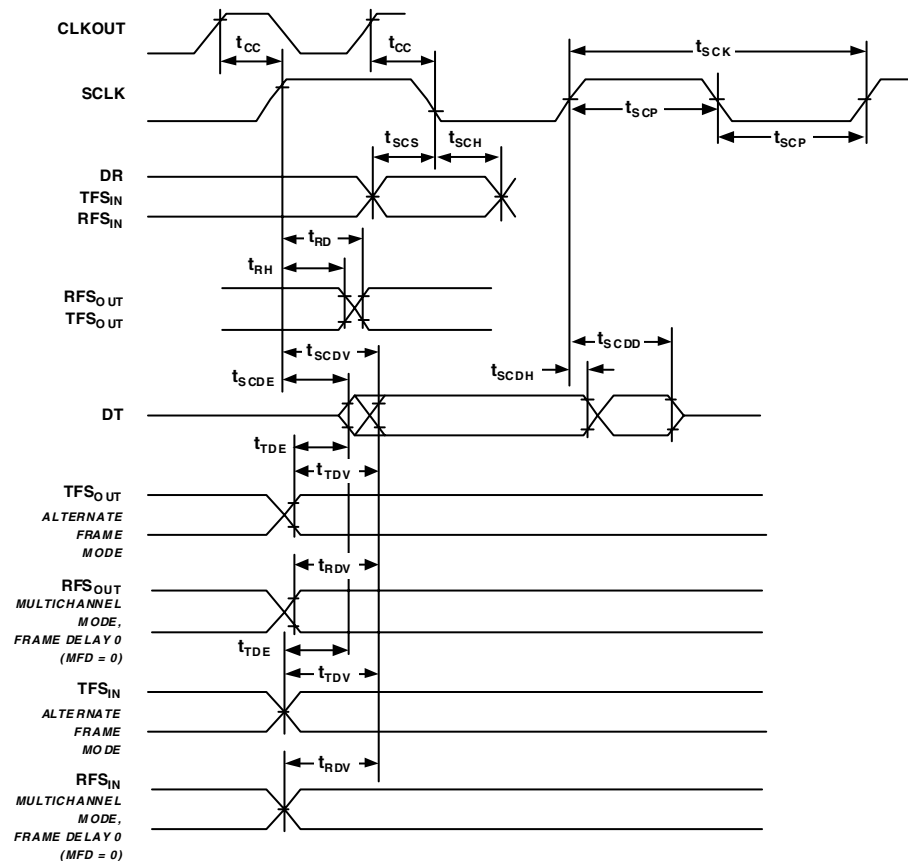 CLKOUT
tCC
tCC
tSCK
SCLK
tSCP
tSCP
tSCS
tSCH
DR
TFSIN
RFSIN
tRD
tRH
RFSOUT
TFSOUT
tSCDD
tSCDV
tSCDH
tSCDE
DT
tTDE
tTDV
TFSOUT
ALTERNATE
FRAME
MODE
tRDV
RFSOUT
MULTICHANNEL
MODE,
FRAME DELAY 0
(MFD = 0)
tTDE
tTDV
TFSIN
ALTERNATE
FRAME
MODE
tRDV
RFSIN
MULTICHANNEL
MODE,
FRAME DELAY 0
(MFD = 0)